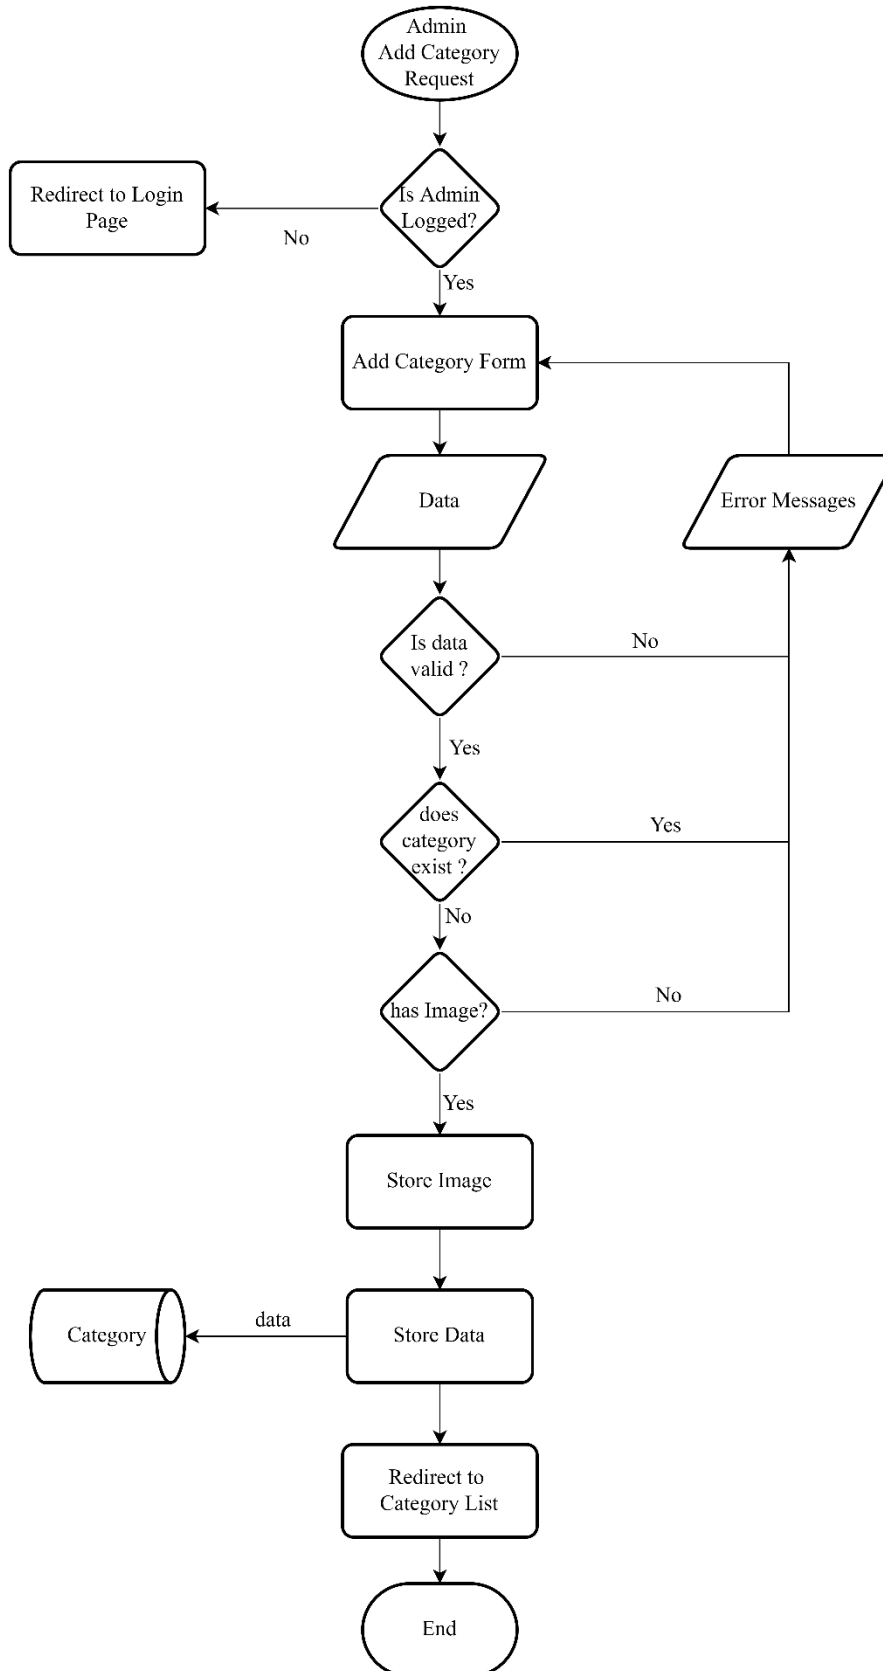 Admin
Add Category
Request
Is Admin
Logged?
Redirect to Login
Page
No
Yes
Add Category Form
Data
Error Messages
Is data
valid ?
No
Yes
does
category
exist ?
Yes
No
has Image?
No
Yes
Store Image
Category
data
Store Data
Redirect to
Category List
End